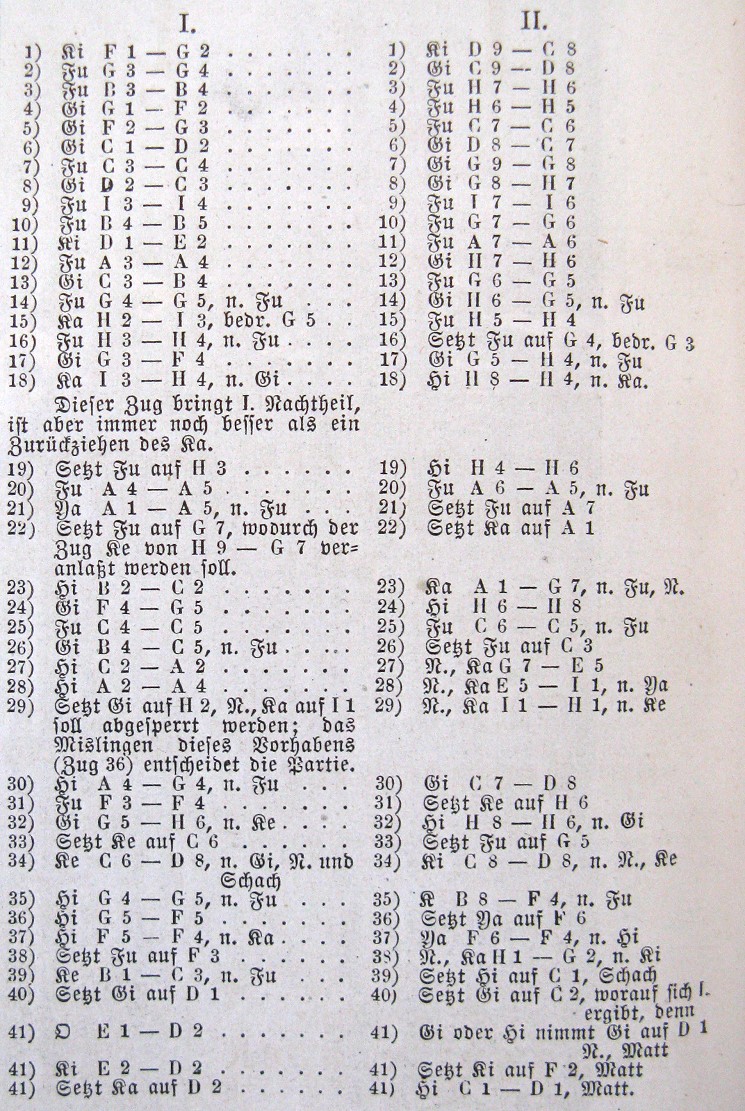 I. II.
1) Ki F 1 — G 2 . . . . . . . 1) Ki D 9 — C 8
2) Fu G 3 — G 4 . . . . . . . 2) Gi C 9 — D 8
3) Fu B 3 — B 4 . . . . . . . 3) Fu H 7 — H 6
4) Gi G 1 — F 2 . . . . . . . 4) Fu H 6 — H 5
5) Gi F 2 — G 3 . . . . . . . 5) Fu C 7 — C 6
6) Gi C 1 — D 2 . . . . . . . 6) Gi D 8 — C 7
7) Fu C 3 — C 4 . . . . . . . 7) Gi G 9 — G 8
8) Gi D 2 — C 3 . . . . . . . 8) Gi G 8 — H 7
9) Fu I 3 — I 4 . . . . . . . 9) Fu I 7 — I 6
10) Fu B 4 — B 5 . . . . . . . 10) Fu G 7 — G 6
11) Ki D 1 — E 2 . . . . . . . 11) Fu A 7 — A 6
12) Fu A 3 — A 4 . . . . . . . 12) Gi H 7 — H 6
13) Gi C 3 — B 4 . . . . . . . 13) Fu G 6 — G 5
14) Fu G 4 — G 5, n. Fu . . . 14) Gi H 6 — G 5, n. Fu
15) Ka H 2 — I 3, bedr. G 5 . . 15) Fu H 5 — H 4
16) Fu H 3 — H 4, n. Fu . . . . 16) Setzt Fu auf G 4, bedr. G 3
17) Gi G 3 — F 4 . . . . . . . 17) Gi G 5 — H 4, n. Fu
18) Ka I 3 — H 4, n. Gi . . . . 18) Hi H 8 — H 4, n. Ka.
Dieser Zug bringt I. Nachtheil,
ist aber immer noch besser als ein
Zurückziehen des Ka.
19) Setzt Fu auf H 3 . . . . . . 19) Hi H 4 — H 6
20) Fu A 4 — A 5 . . . . . . . 20) Fu A 6 — A 5, n. Fu
21) Ya A 1 — A 5, n. Fu . . . 21) Setzt Fu auf A 7
22) Setzt Fu auf G 7, wodurch der 22) Setzt Ka auf A 1
Zug Ke von H 9 — G 7 ver=
anlaßt werden soll.
23) Hi B 2 — C 2 . . . . . . . 23) Ka A 1 — G 7, n. Fu, N.
24) Gi F 4 — G 5 . . . . . . . 24) Hi H 6 — H 8
25) Fu C 4 — C 5 . . . . . . . 25) Fu C 6 — C 5, n. Fu
26) Gi B 4 — C 5, n. Fu . . . . . 26) Setzt Fu auf C 3
27) Hi C 2 — A 2 . . . . . . . 27) N., Ka G 7 — E 5
28) Hi A 2 — A 4 . . . . . . . 28) N., Ka E 5 — I 1, n. Ya
29) Setzt Gi auf H 2, N., Ka auf I 1 29) N., Ka I 1 — H 1, n. Ke
soll abgesperrt werden; das
Mislingen dieses Vorhabens
(Zug 36) entscheidet die Partie.
30) Hi A 4 — G 4, n. Fu . . . 30) Gi C 7 — D 8
31) Fu F 3 — F 4 . . . . . . . 31) Setzt Ke auf H 6
32) Gi G 5 — H 6, n. Ke . . . . 32) Hi H 8 — H 6, n. Gi
33) Setzt Ke auf C 6 . . . . . . 33) Setzt Fu auf G 5
34) Ke C 6 — D 8, n. Gi, N. und 34) Ki C 8 — D 8, n. N., Ke
Schach
35) Hi G 4 — G 5, n. Fu . . . 35) K B 8 — F 4, n. Fu
36) Hi G 5 — F 5 . . . . . . . 36) Setzt Ya auf F 6
37) Hi F 5 — F 4, n. Ka . . . . 37) Ya F 6 — F 4, n. Hi
38) Setzt Fu auf F 3 . . . . . . 38) N., Ka H 1 — G 2, n. Ki
39) Ke B 1 — C 3, n. Fu . . . 39) Setzt Hi auf C 1, Schach
40) Setzt Gi auf D 1 . . . . . . 40) Setzt Gi auf C 2, worauf sich I.
ergibt, denn
41) O E 1 — D 2 . . . . . . . 41) Gi oder Hi nimmt Gi auf D 1
N., Matt
41) Ki E 2 — D 2 . . . . . . . 41) Setzt Ki auf F 2, Matt
41) Setzt Ka auf D 2 . . . . . . 41) Hi C 1 — D 1, Matt.